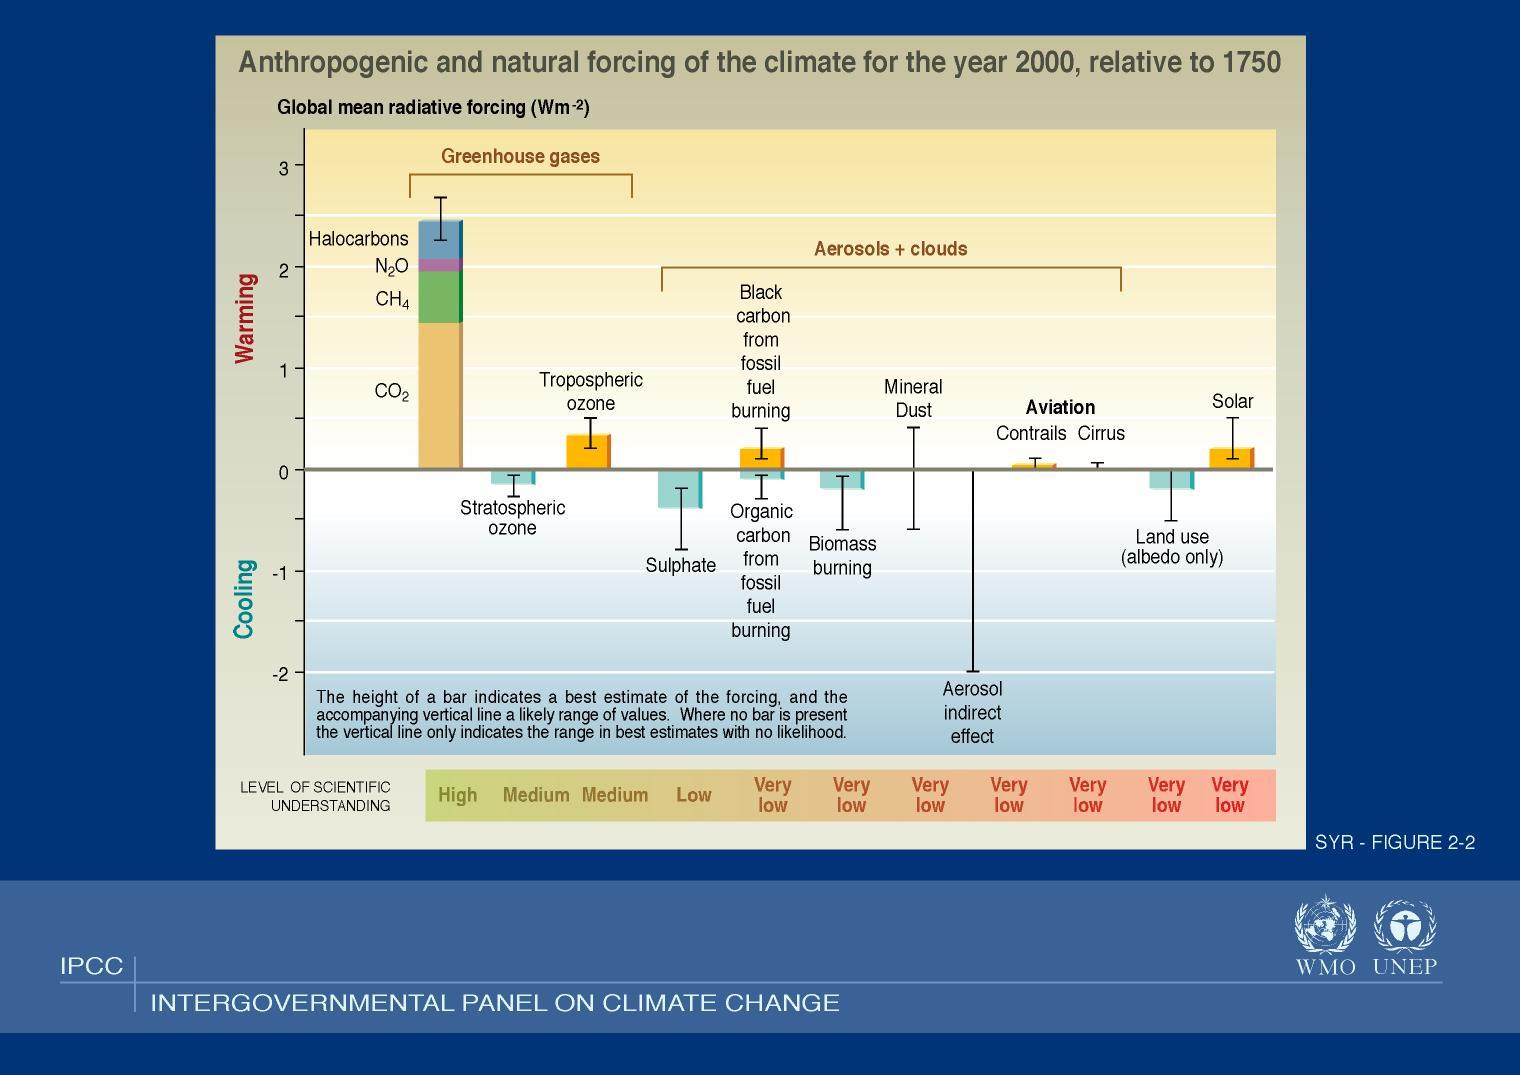 Anthropogenic and natural forcing of the climate for the year 2000, relative to 1750
Global mean radiative forcing (Wm-2)
3
2
1
0
-1
-2
Warming
Cooling
Greenhouse gases
Halocarbons
N2O
CH4
CO2
Stratospheric
ozone
Tropospheric
ozone
Aerosols + clouds
Sulphate
Black
carbon
from
fossil
fuel
burning
Organic
carbon
from
fossil
fuel
burning
Biomass
burning
Mineral
Dust
Aerosol
indirect
effect
Aviation
Contrails Cirrus
Land use
(albedo only)
Solar
The height of a bar indicates a best estimate of the forcing, and the
accompanying vertical line a likely range of values. Where no bar is present
the vertical line only indicates the range in best estimates with no likelihood.
LEVEL OF SCIENTIFIC
UNDERSTANDING
High
Medium
Medium
Low
Very
low
Very
low
Very
low
Very
low
Very
low
Very
low
Very
low
SYR - FIGURE 2-2
WMO UNEP
IPCC
INTERGOVERNMENTAL PANEL ON CLIMATE CHANGE